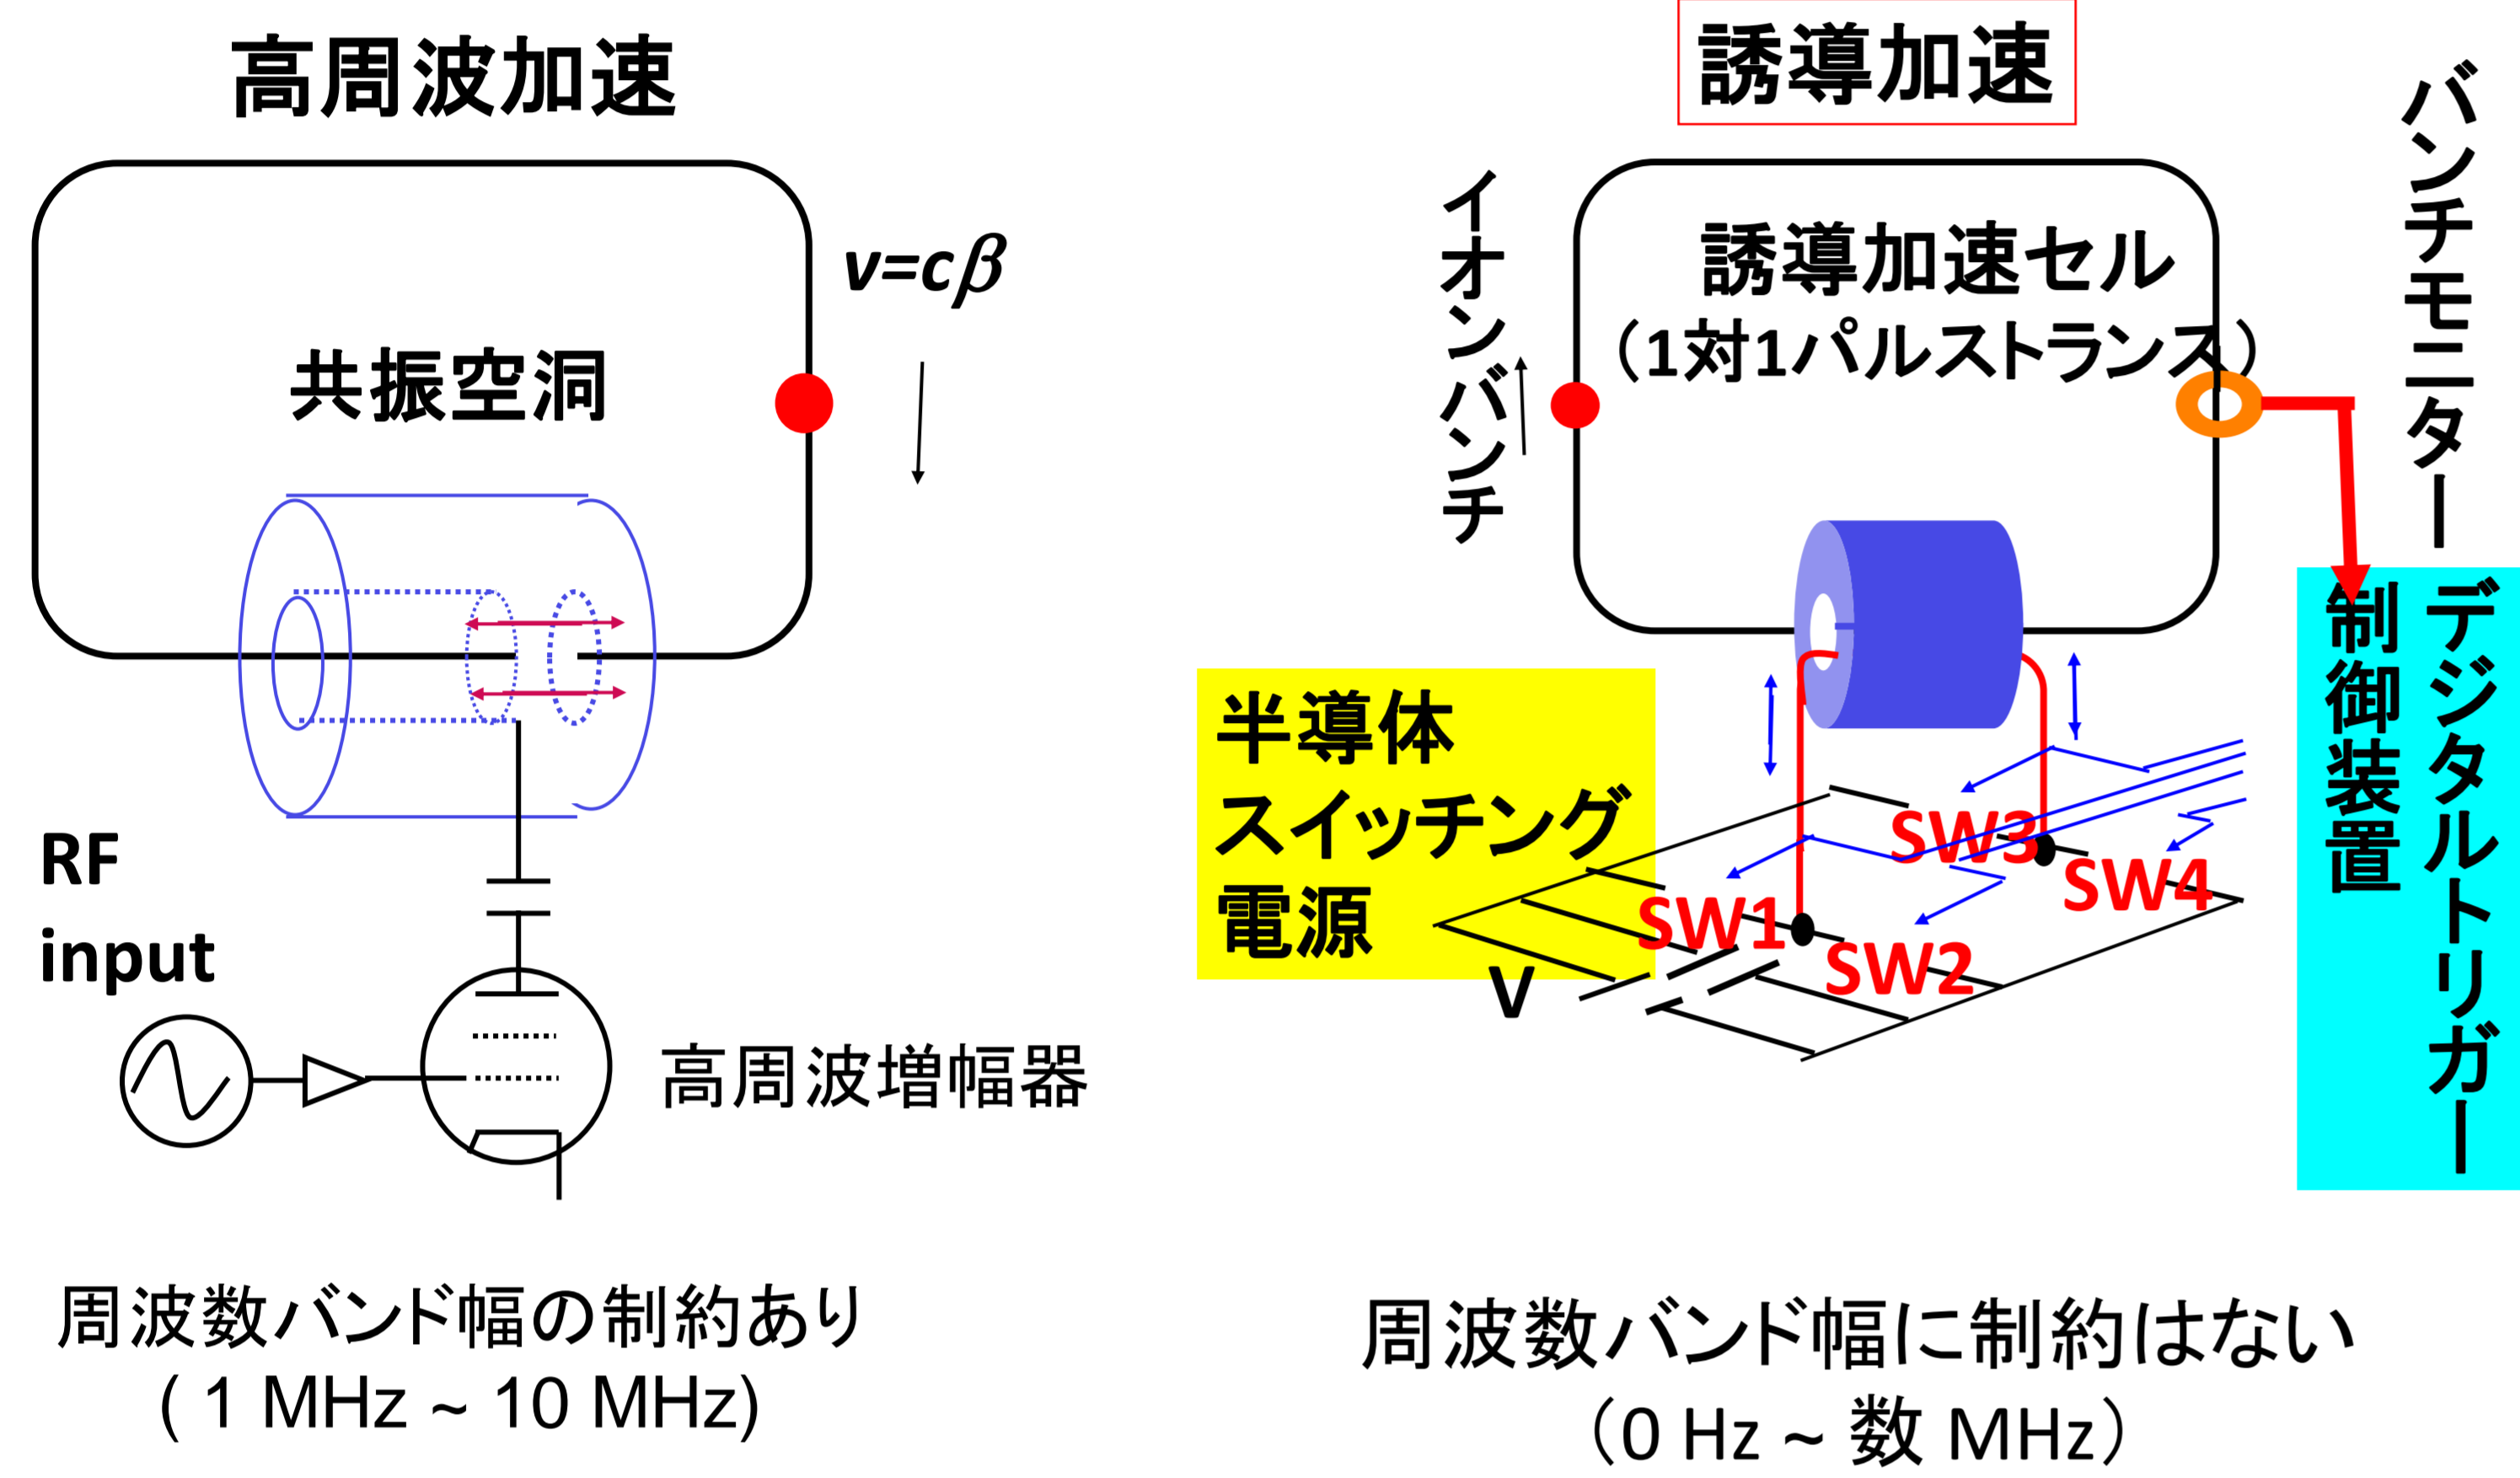 高周波加速
v=cβ
共振空洞
RF
input
高周波増幅器
周波数バンド幅の制約あり
( 1 MHz ~ 10 MHz)
誘導加速
イオンバンチ
誘導加速セル
（1対1パルストランス）
バンチモニター
デジタルトリガー
制御装置
半導体
スイッチング
電源
SW3
SW4
SW1
SW2
V
周波数バンド幅に制約はない
（0 Hz ~ 数 MHz）